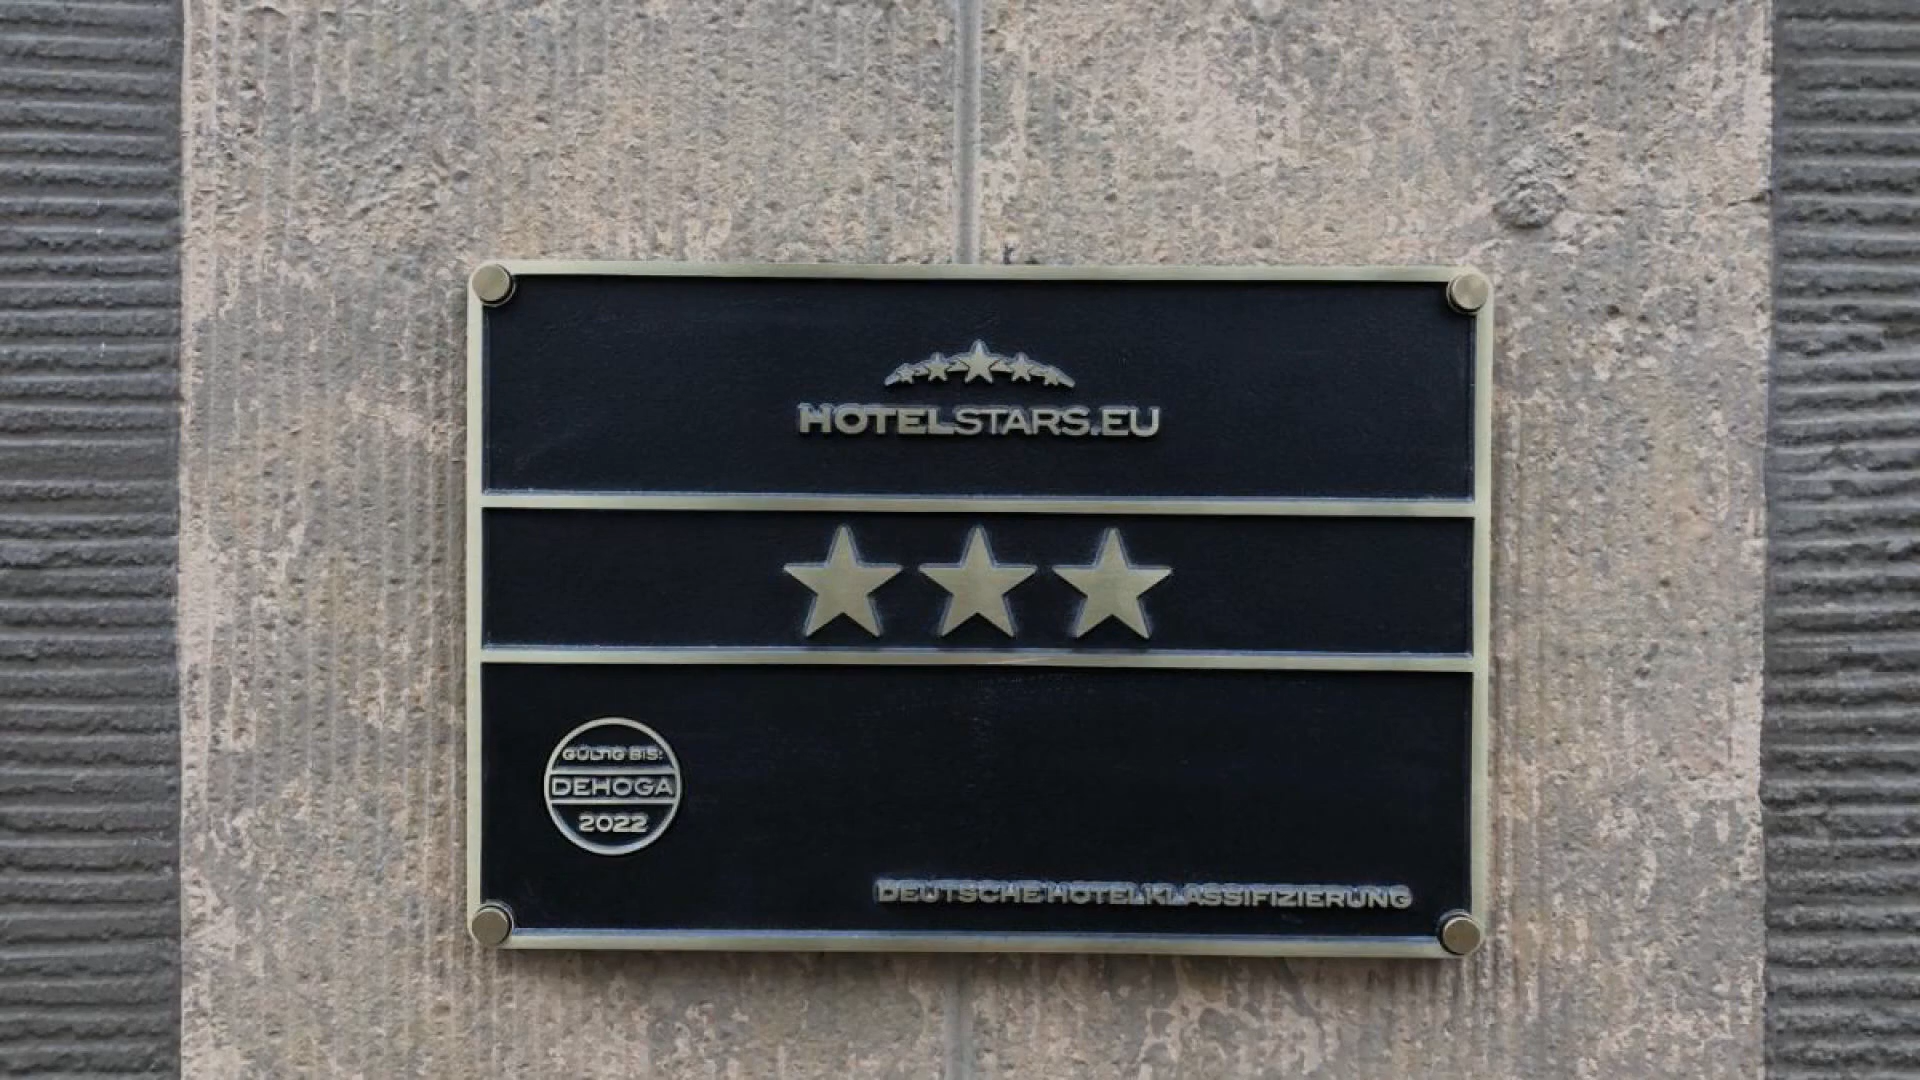 HOTELSTARS.EU
GÜLTIG BIS:
DEHOGA
2022
DEUTSCHE HOTELKLASSIFIZIERUNG